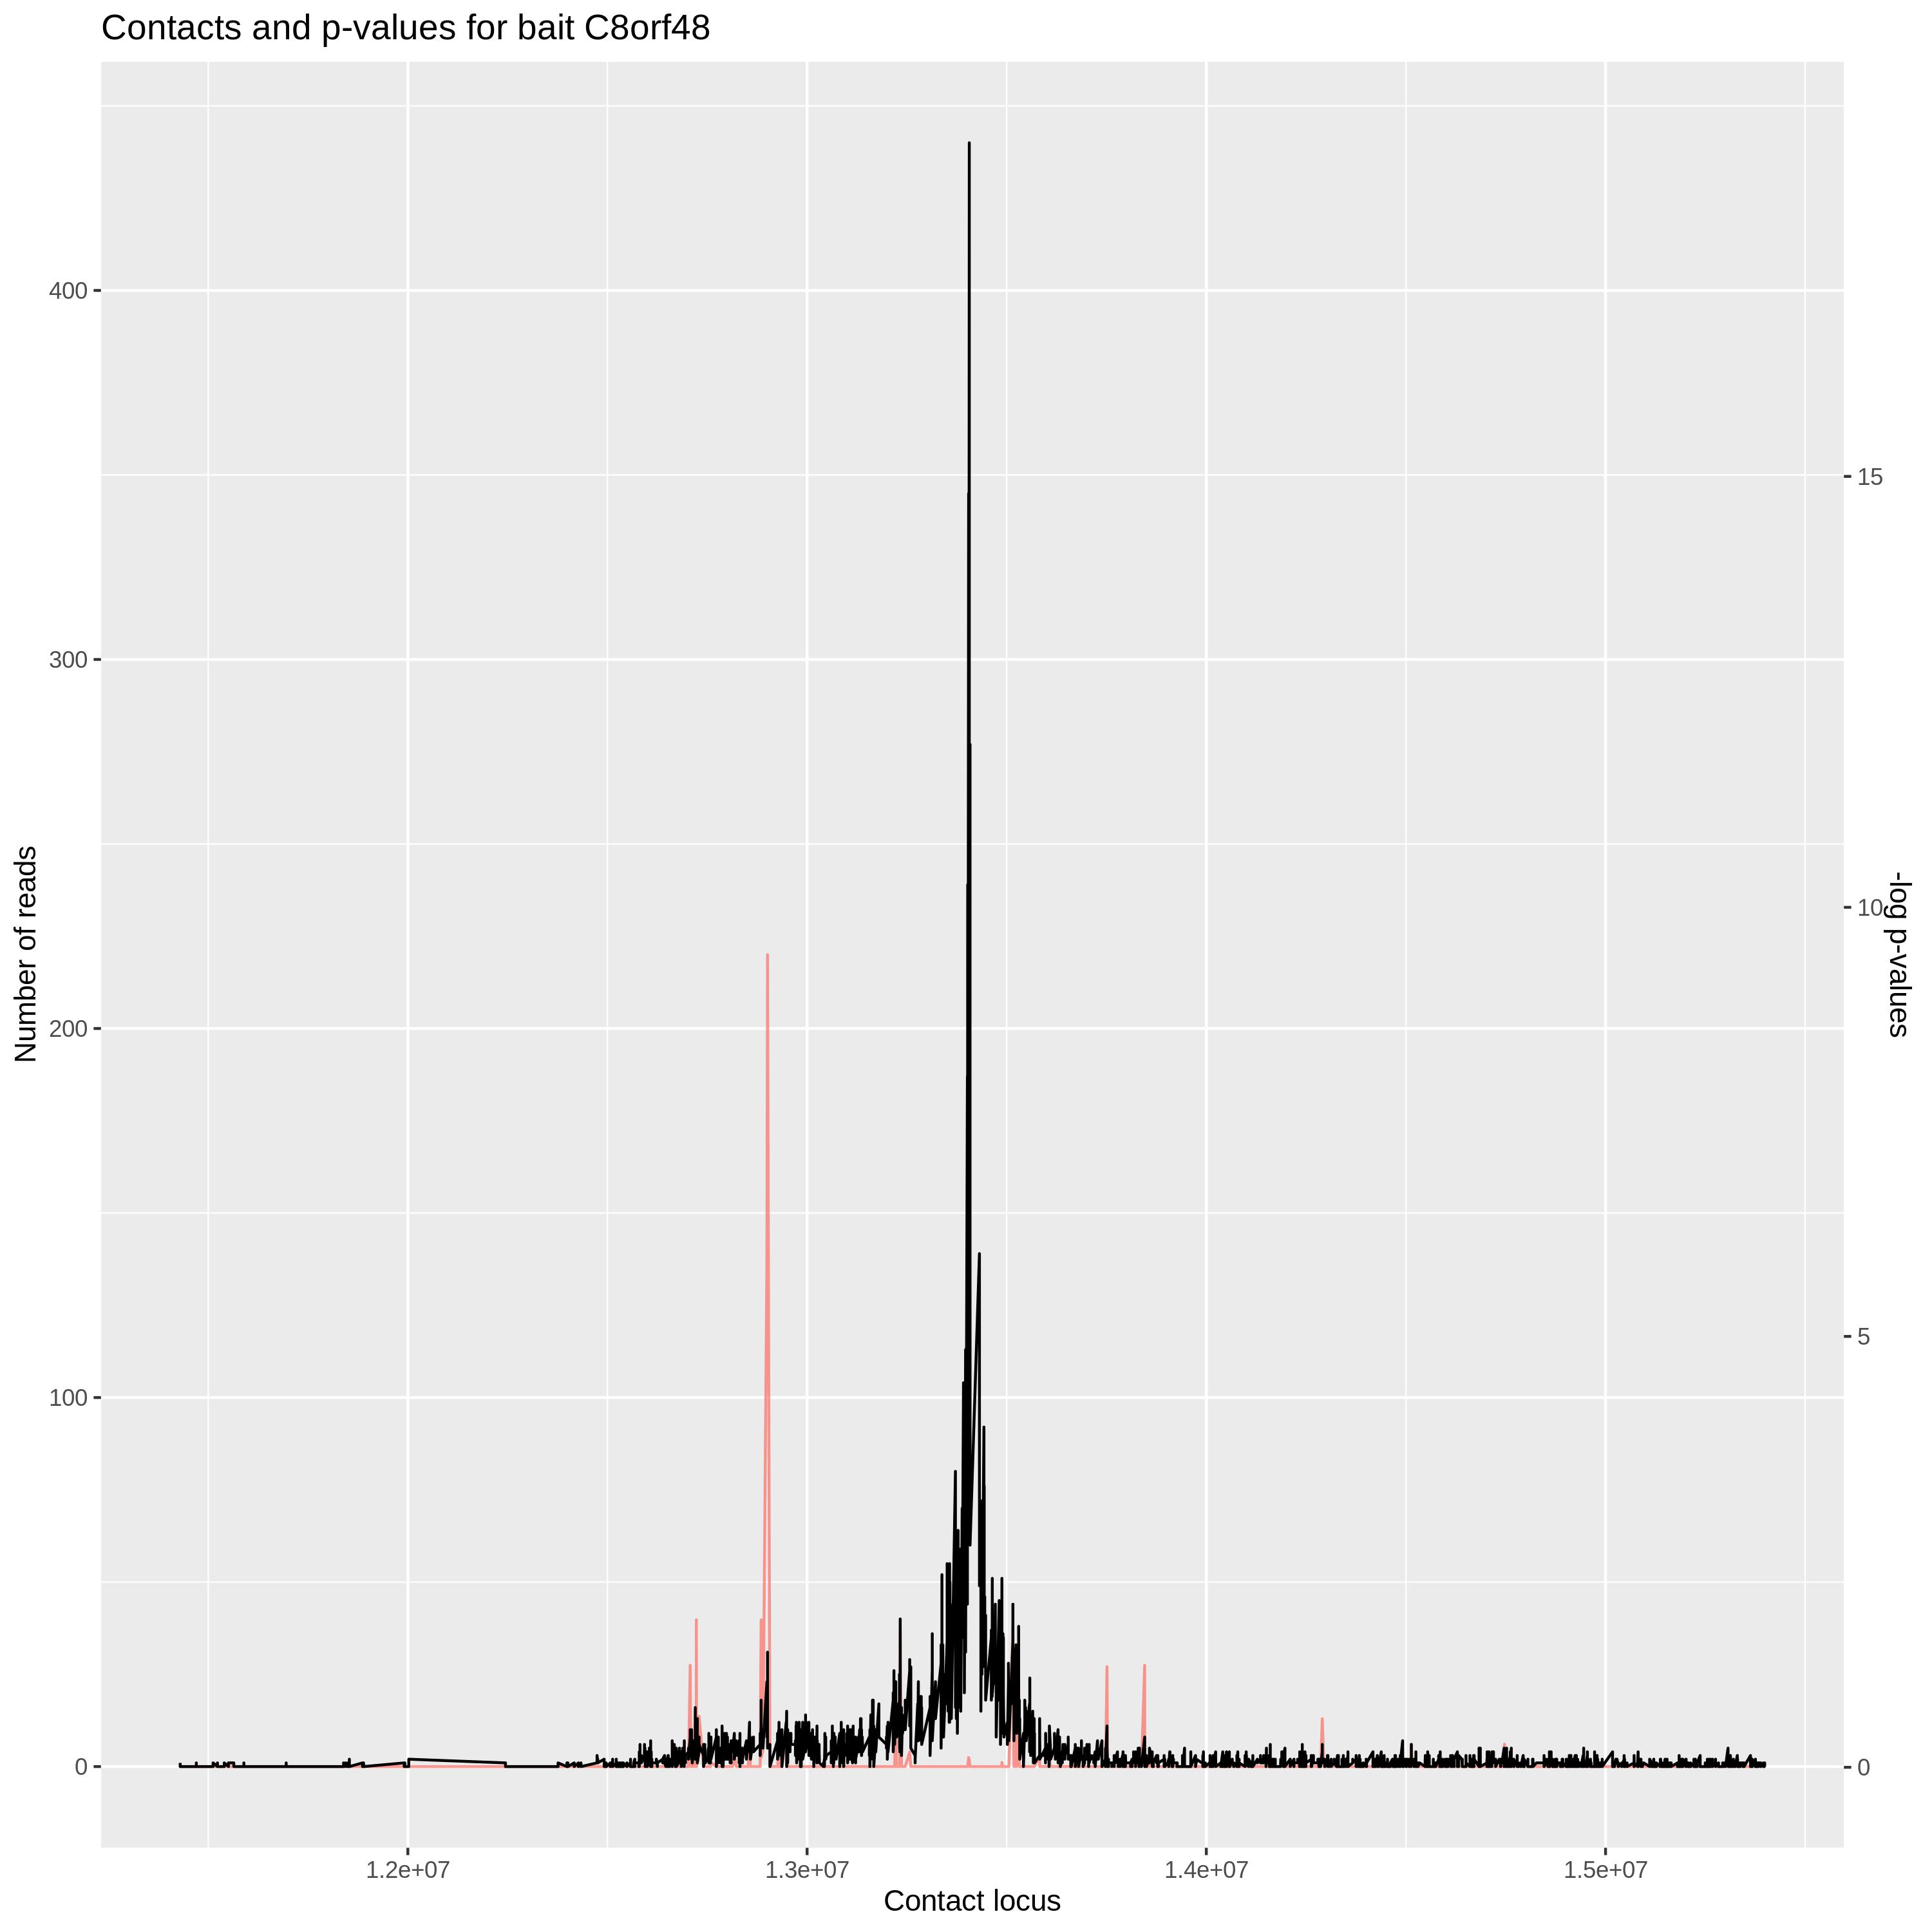 Contacts and p-values for bait C8orf48
400
300
200
100
0
Number of reads
15
10
5
0
-log p-values
1.2e+07
1.3e+07
1.4e+07
1.5e+07
Contact locus